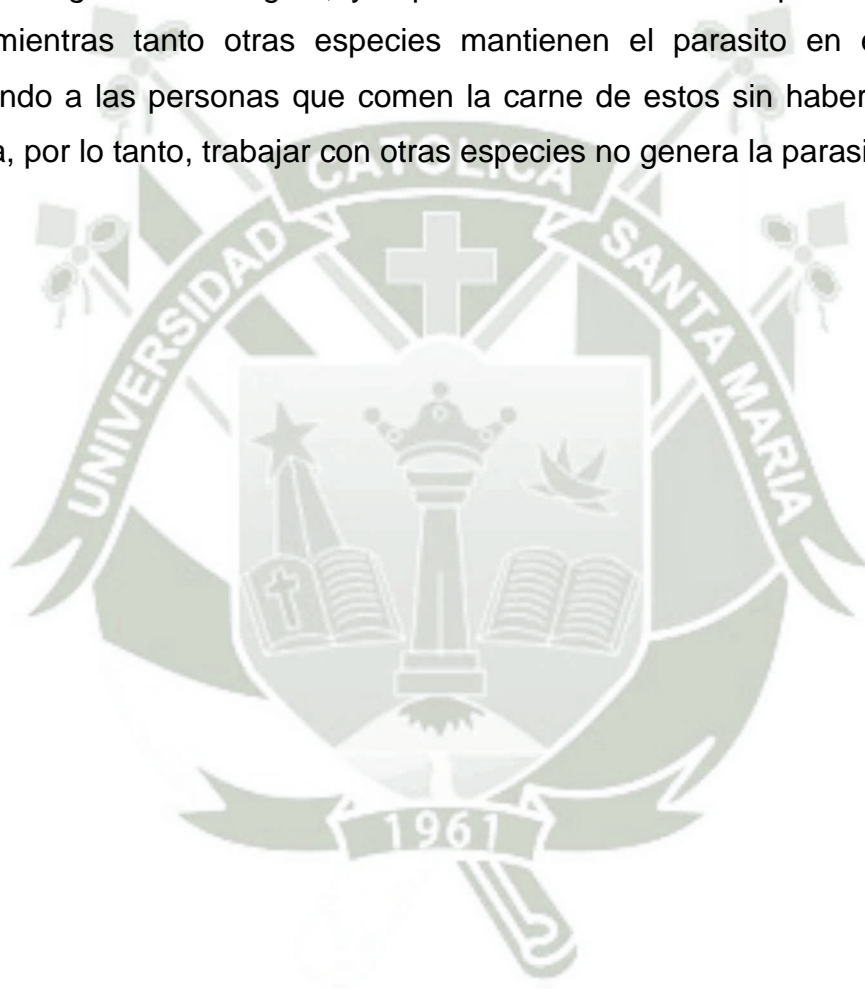 mientras tanto otras especies mantienen el parasito en
ndo a las personas que comen la carne de estos sin haber
, por lo tanto, trabajar con otras especies no genera la
UNIVERSIDAD CATOLICA SANTA MARIA
1961